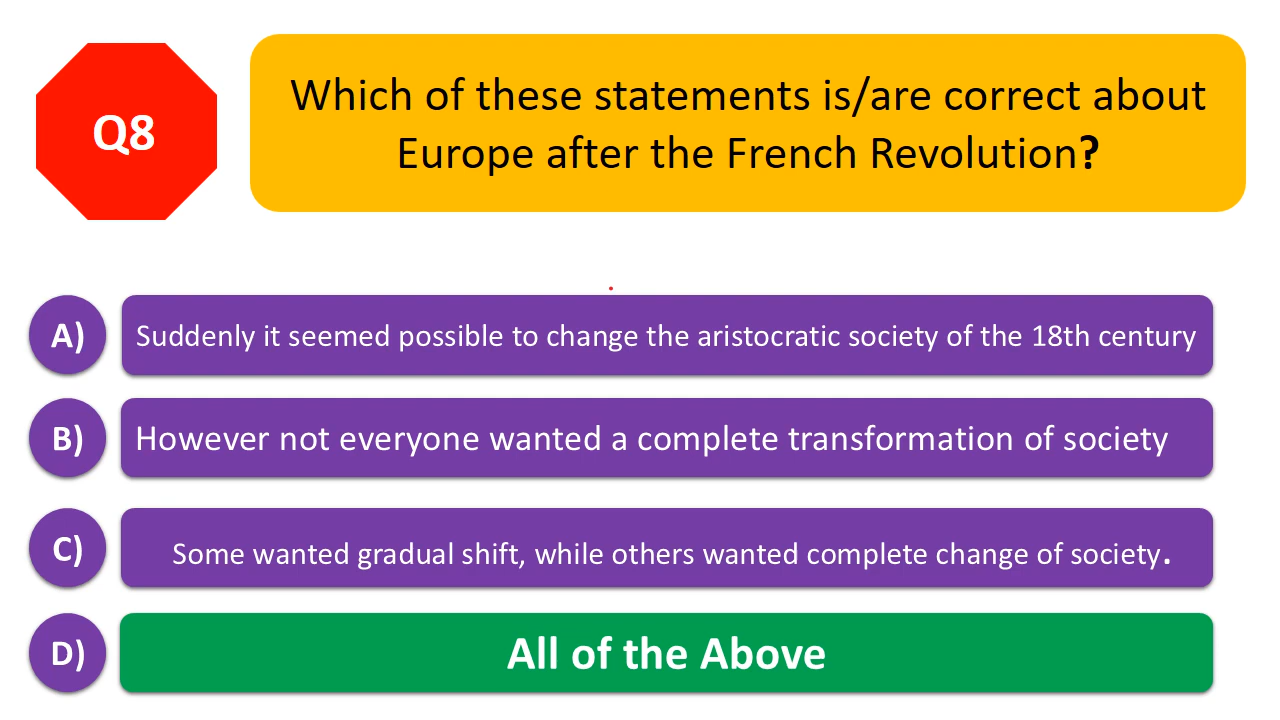 Q8
Which of these statements is/are correct about
Europe after the French Revolution?
A) Suddenly it seemed possible to change the aristocratic society of the 18th century
B) However not everyone wanted a complete transformation of society
C) Some wanted gradual shift, while others wanted complete change of society.
D) All of the Above